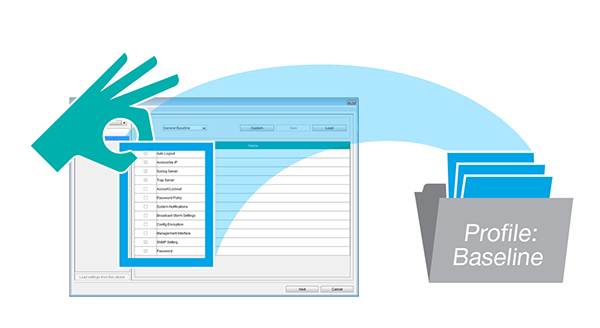 General Baseline
Custom
Save
Load
Name
Auto Logout
Accessible IP
Syslog Server
Trap Server
Account Lockout
Password Policy
System Notifications
Broadcast Storm Settings
Config Encryption
Management Interface
SNMP Setting
Password
Load settings from this device
Next
Cancel
Profile:
Baseline